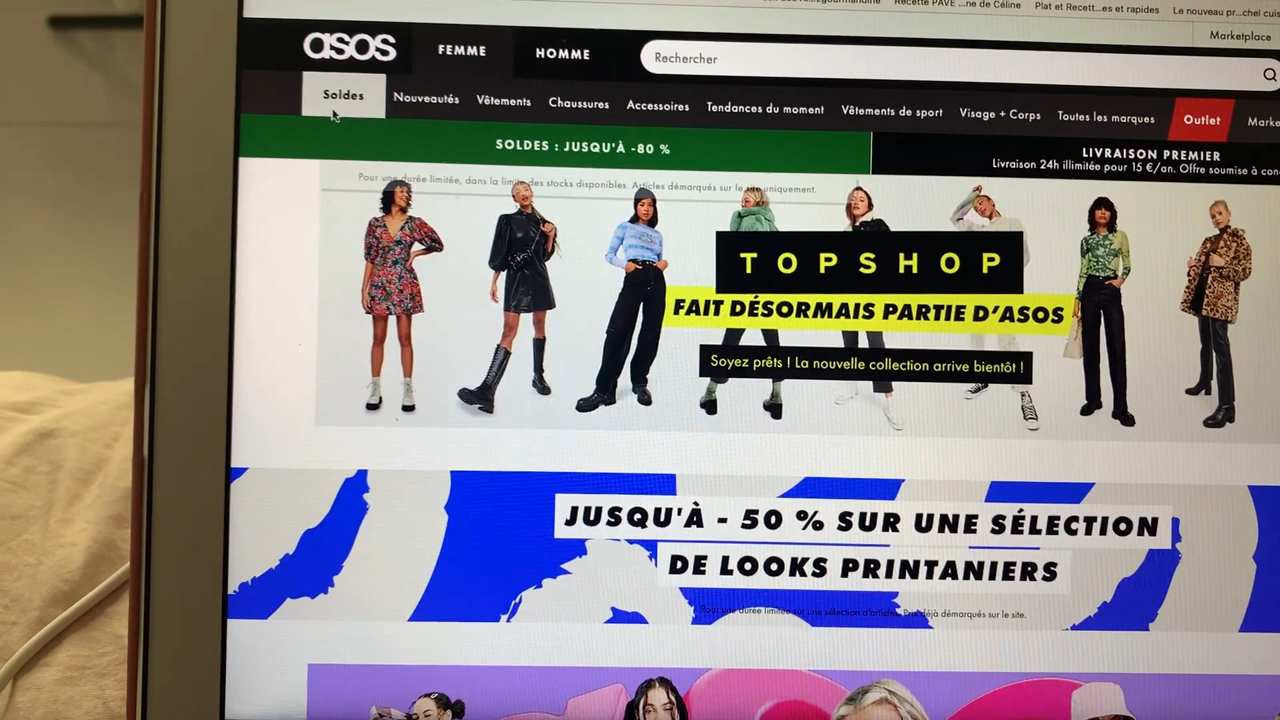 Recette PAVE ...ne de Céline
Plat et Recett...es et rapides
Le nouveau pr...chel cuis
Marketplace
asos
FEMME
HOMME
Rechercher
Soldes
Nouveautés
Vêtements
Chaussures
Accessoires
Tendances du moment
Vêtements de sport
Visage + Corps
Toutes les marques
Outlet
Marke
SOLDES : JUSQU'À -80 %
LIVRAISON PREMIER
Livraison 24h illimitée pour 15 €/an. Offre soumise à con
Pour une durée limitée, dans la limite des stocks disponibles. Articles démarqués sur le site uniquement.
TOPSHOP
FAIT DÉSORMAIS PARTIE D'ASOS
Soyez prêts ! La nouvelle collection arrive bientôt !
JUSQU'À - 50 % SUR UNE SÉLECTION
DE LOOKS PRINTANIERS
Pour une durée limitée sur une sélection d'articles. Prix déjà démarqués sur le site.